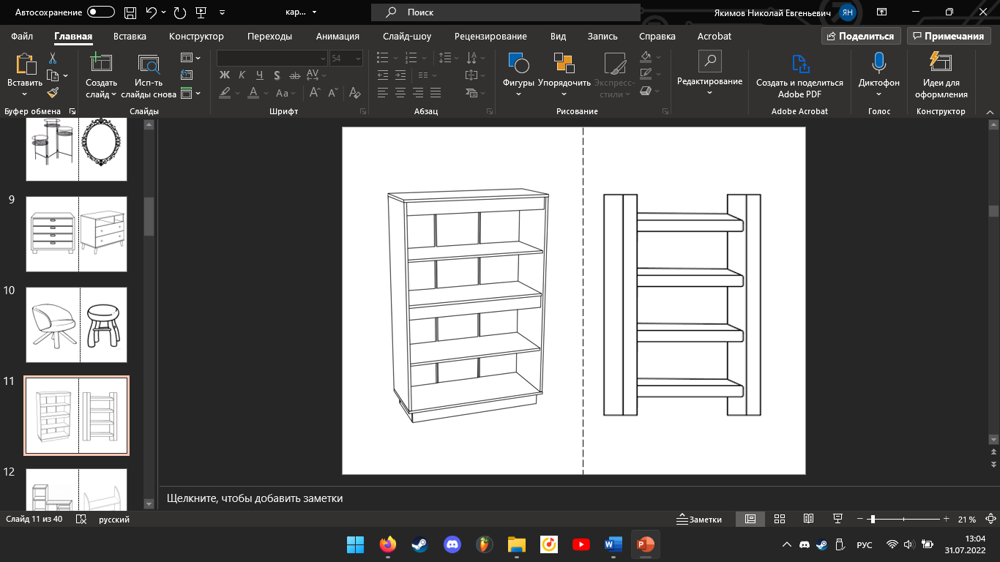 Автосохранение
кар...
Поиск
Якимов Николай Евгеньевич
ЯН
Файл
Главная
Вставка
Конструктор
Переходы
Анимация
Слайд-шоу
Рецензирование
Вид
Запись
Справка
Acrobat
Поделиться
Примечания
Вставить
Буфер обмена
Создать
слайд
Исп-ть
слайды снова
Слайды
54
Ж К Ч S ab AV
A Aa A A A
Шрифт
Абзац
Фигуры
Упорядочить
Экспресс-
стили
Рисование
Редактирование
Создать и поделиться
Adobe PDF
Adobe Acrobat
Диктофон
Голос
Идеи для
оформления
Конструктор
9
10
11
12
Щелкните, чтобы добавить заметки
Слайд 11 из 40
русский
Заметки
21 %
РУС
13:04
31.07.2022